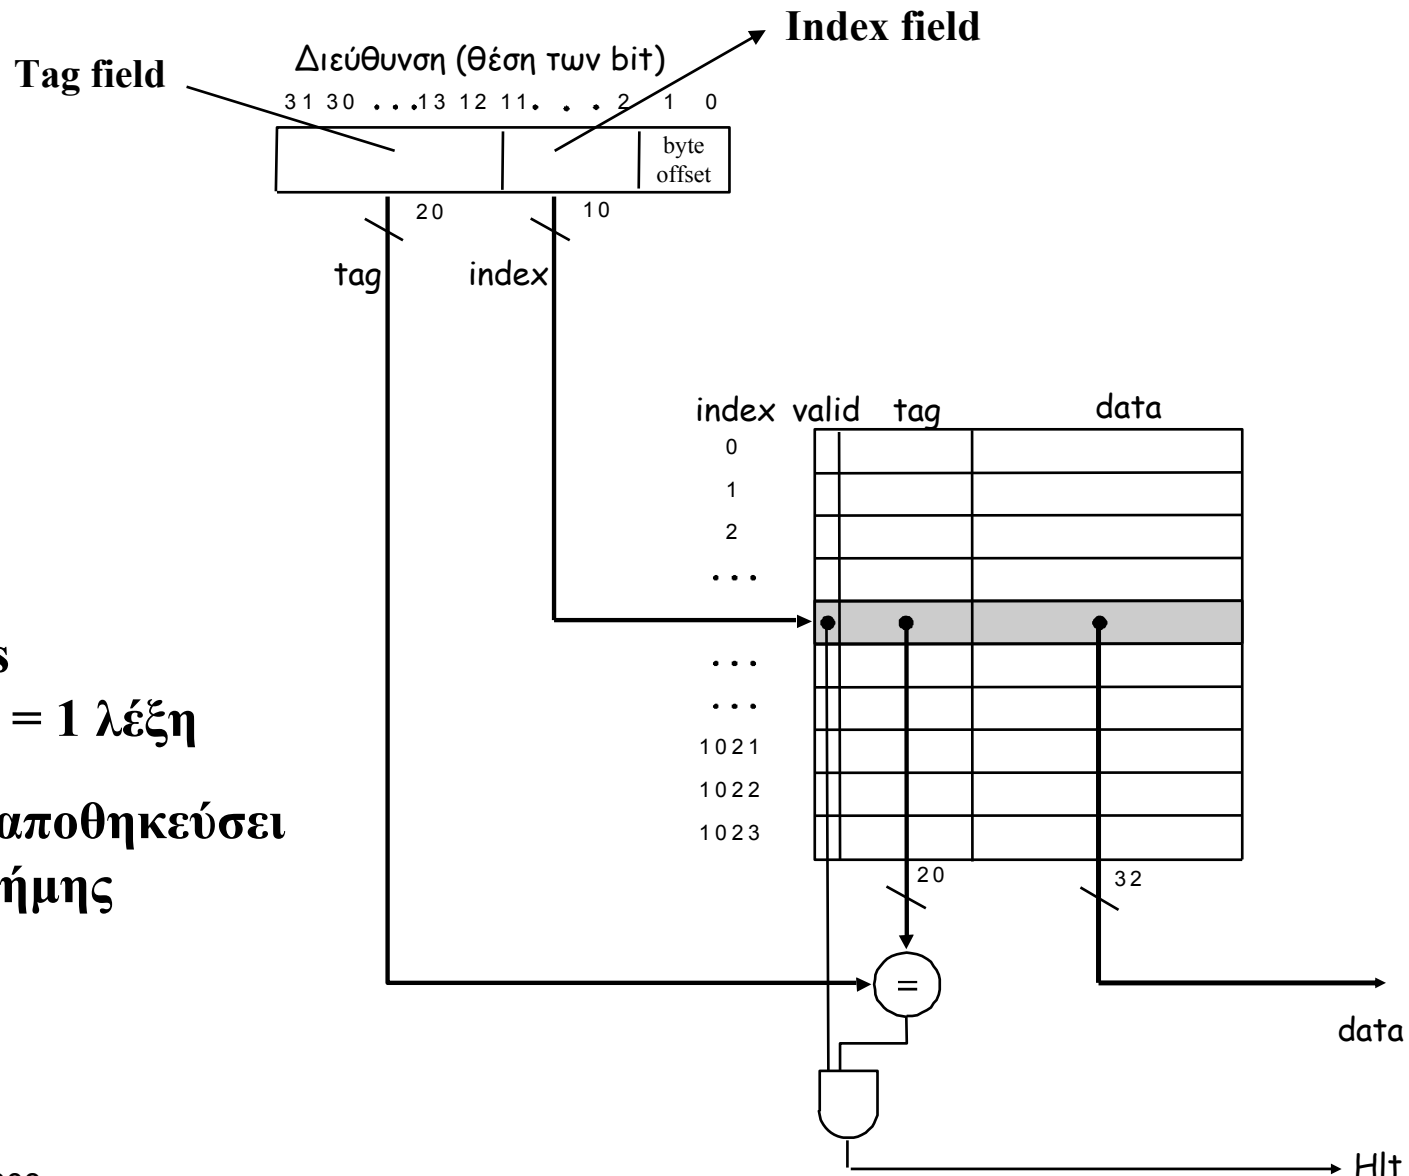 Index field
Διεύθυνση (θέση των bit)
Tag field
31 30 . . . 13 12 11 . . . 2 1 0
byte
offset
20 10
tag index
index valid tag data
0
1
2
...
...
= 1 λέξη
...
1021
1022
αποθηκεύσει
1023
20 32
=
data
HIt